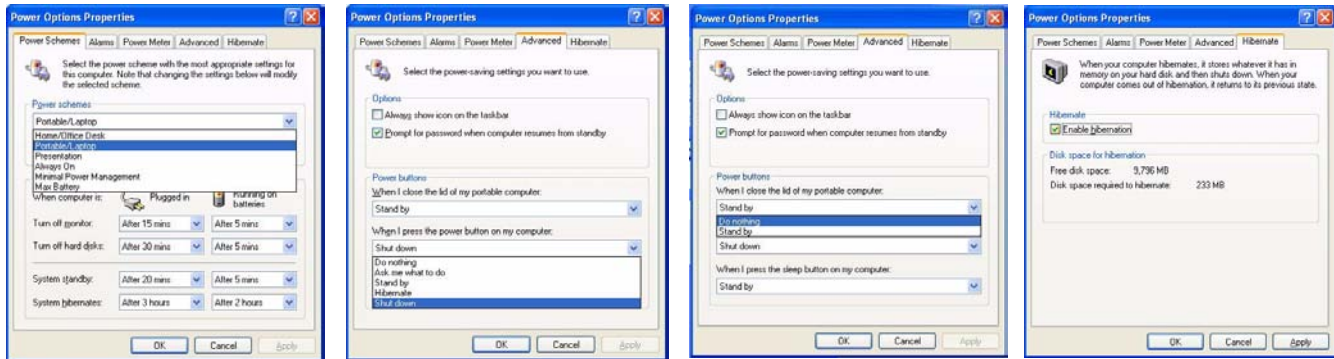 Power Options Properties
Power Schemes Alarms Power Meter Advanced Hibernate
Select the power scheme with the most appropriate settings for
this computer. Note that changing the settings below will modify
the selected scheme.
Power schemes
Portable/Laptop
Home/Office Desk
Portable/Laptop
Presentation
Always On
Minimal Power Management
Max Battery
When computer is: Plugged in Running on
batteries
Turn off monitor: After 15 mins After 5 mins
Turn off hard disks: After 30 mins After 5 mins
System standby: After 20 mins After 5 mins
System hibernates: After 3 hours After 2 hours
OK Cancel Apply
Power Options Properties
Power Schemes Alarms Power Meter Advanced Hibernate
Select the power-saving settings you want to use.
Options
Always show icon on the taskbar
Prompt for password when computer resumes from standby
Power buttons
When I close the lid of my portable computer:
Stand by
When I press the power button on my computer:
Shut down
Do nothing
Ask me what to do
Stand by
Hibernate
Shut down
OK Cancel Apply
Power Options Properties
Power Schemes Alarms Power Meter Advanced Hibernate
Select the power-saving settings you want to use.
Options
Always show icon on the taskbar
Prompt for password when computer resumes from standby
Power buttons
When I close the lid of my portable computer:
Stand by
Do nothing
Stand by
Shut down
When I press the sleep button on my computer:
Stand by
OK Cancel Apply
Power Options Properties
Power Schemes Alarms Power Meter Advanced Hibernate
When your computer hibernates, it stores whatever it has in
memory on your hard disk and then shuts down. When your
computer comes out of hibernation, it returns to its previous state.
Hibernate
Enable hibernation
Disk space for hibernation
Free disk space: 9,796 MB
Disk space required to hibernate: 233 MB
OK Cancel Apply